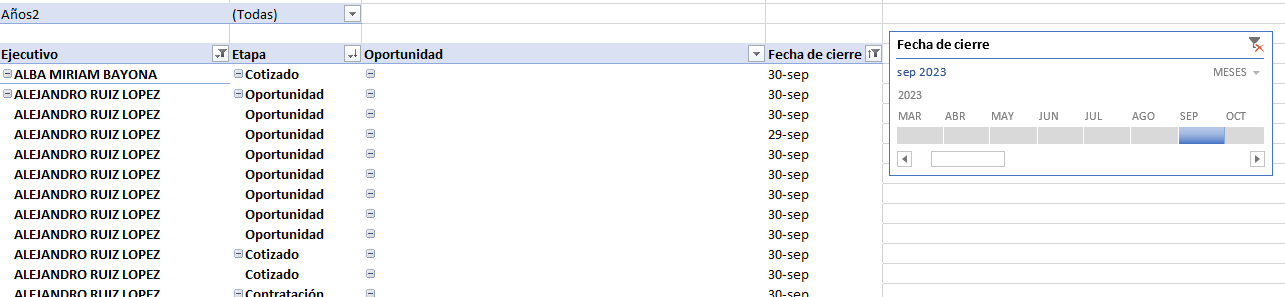 Años2 (Todas)
Ejecutivo Etapa Oportunidad Fecha de cierre
ALBA MIRIAM BAYONA Cotizado 30-sep
ALEJANDRO RUIZ LOPEZ Oportunidad 30-sep
ALEJANDRO RUIZ LOPEZ Oportunidad 30-sep
ALEJANDRO RUIZ LOPEZ Oportunidad 29-sep
ALEJANDRO RUIZ LOPEZ Oportunidad 30-sep
ALEJANDRO RUIZ LOPEZ Oportunidad 30-sep
ALEJANDRO RUIZ LOPEZ Oportunidad 30-sep
ALEJANDRO RUIZ LOPEZ Oportunidad 30-sep
ALEJANDRO RUIZ LOPEZ Oportunidad 30-sep
ALEJANDRO RUIZ LOPEZ Cotizado 30-sep
ALEJANDRO RUIZ LOPEZ Cotizado 30-sep
ALEJANDRO RUIZ LOPEZ Contratación 30-sep
Fecha de cierre
sep 2023 MESES
2023
MAR ABR MAY JUN JUL AGO SEP OCT